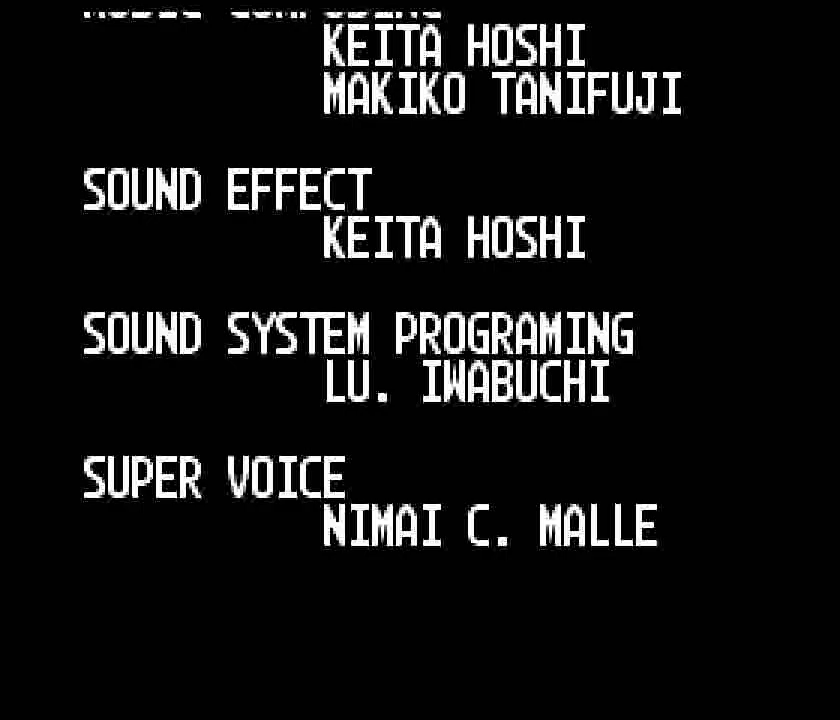 KEITA HOSHI
MAKIKO TANIFUJI
SOUND EFFECT
KEITA HOSHI
SOUND SYSTEM PROGRAMING
LU. IWABUCHI
SUPER VOICE
NIMAI C. MALLE